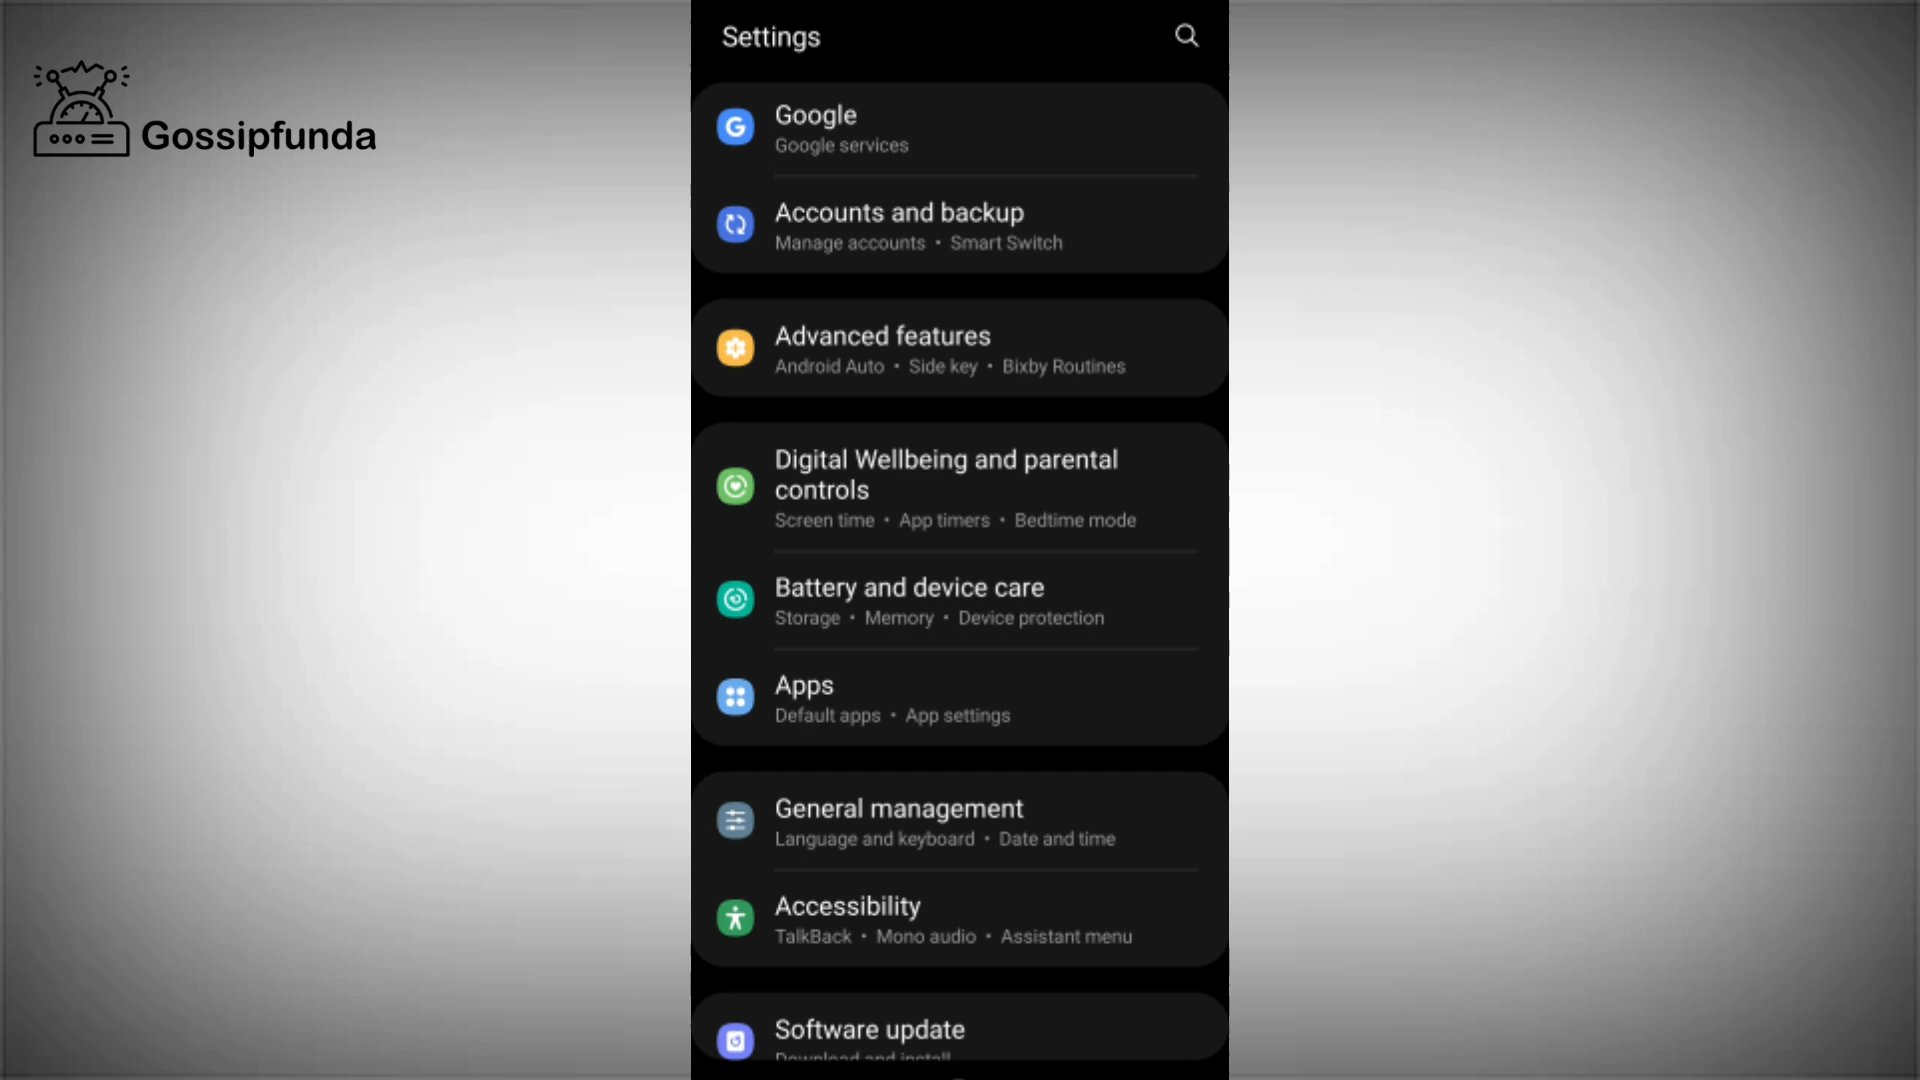 Settings
Gossipfunda
Google
Google services
Accounts and backup
Manage accounts • Smart Switch
Advanced features
Android Auto • Side key • Bixby Routines
Digital Wellbeing and parental
controls
Screen time • App timers • Bedtime mode
Battery and device care
Storage • Memory • Device protection
Apps
Default apps • App settings
General management
Language and keyboard • Date and time
Accessibility
TalkBack • Mono audio • Assistant menu
Software update
Download and install